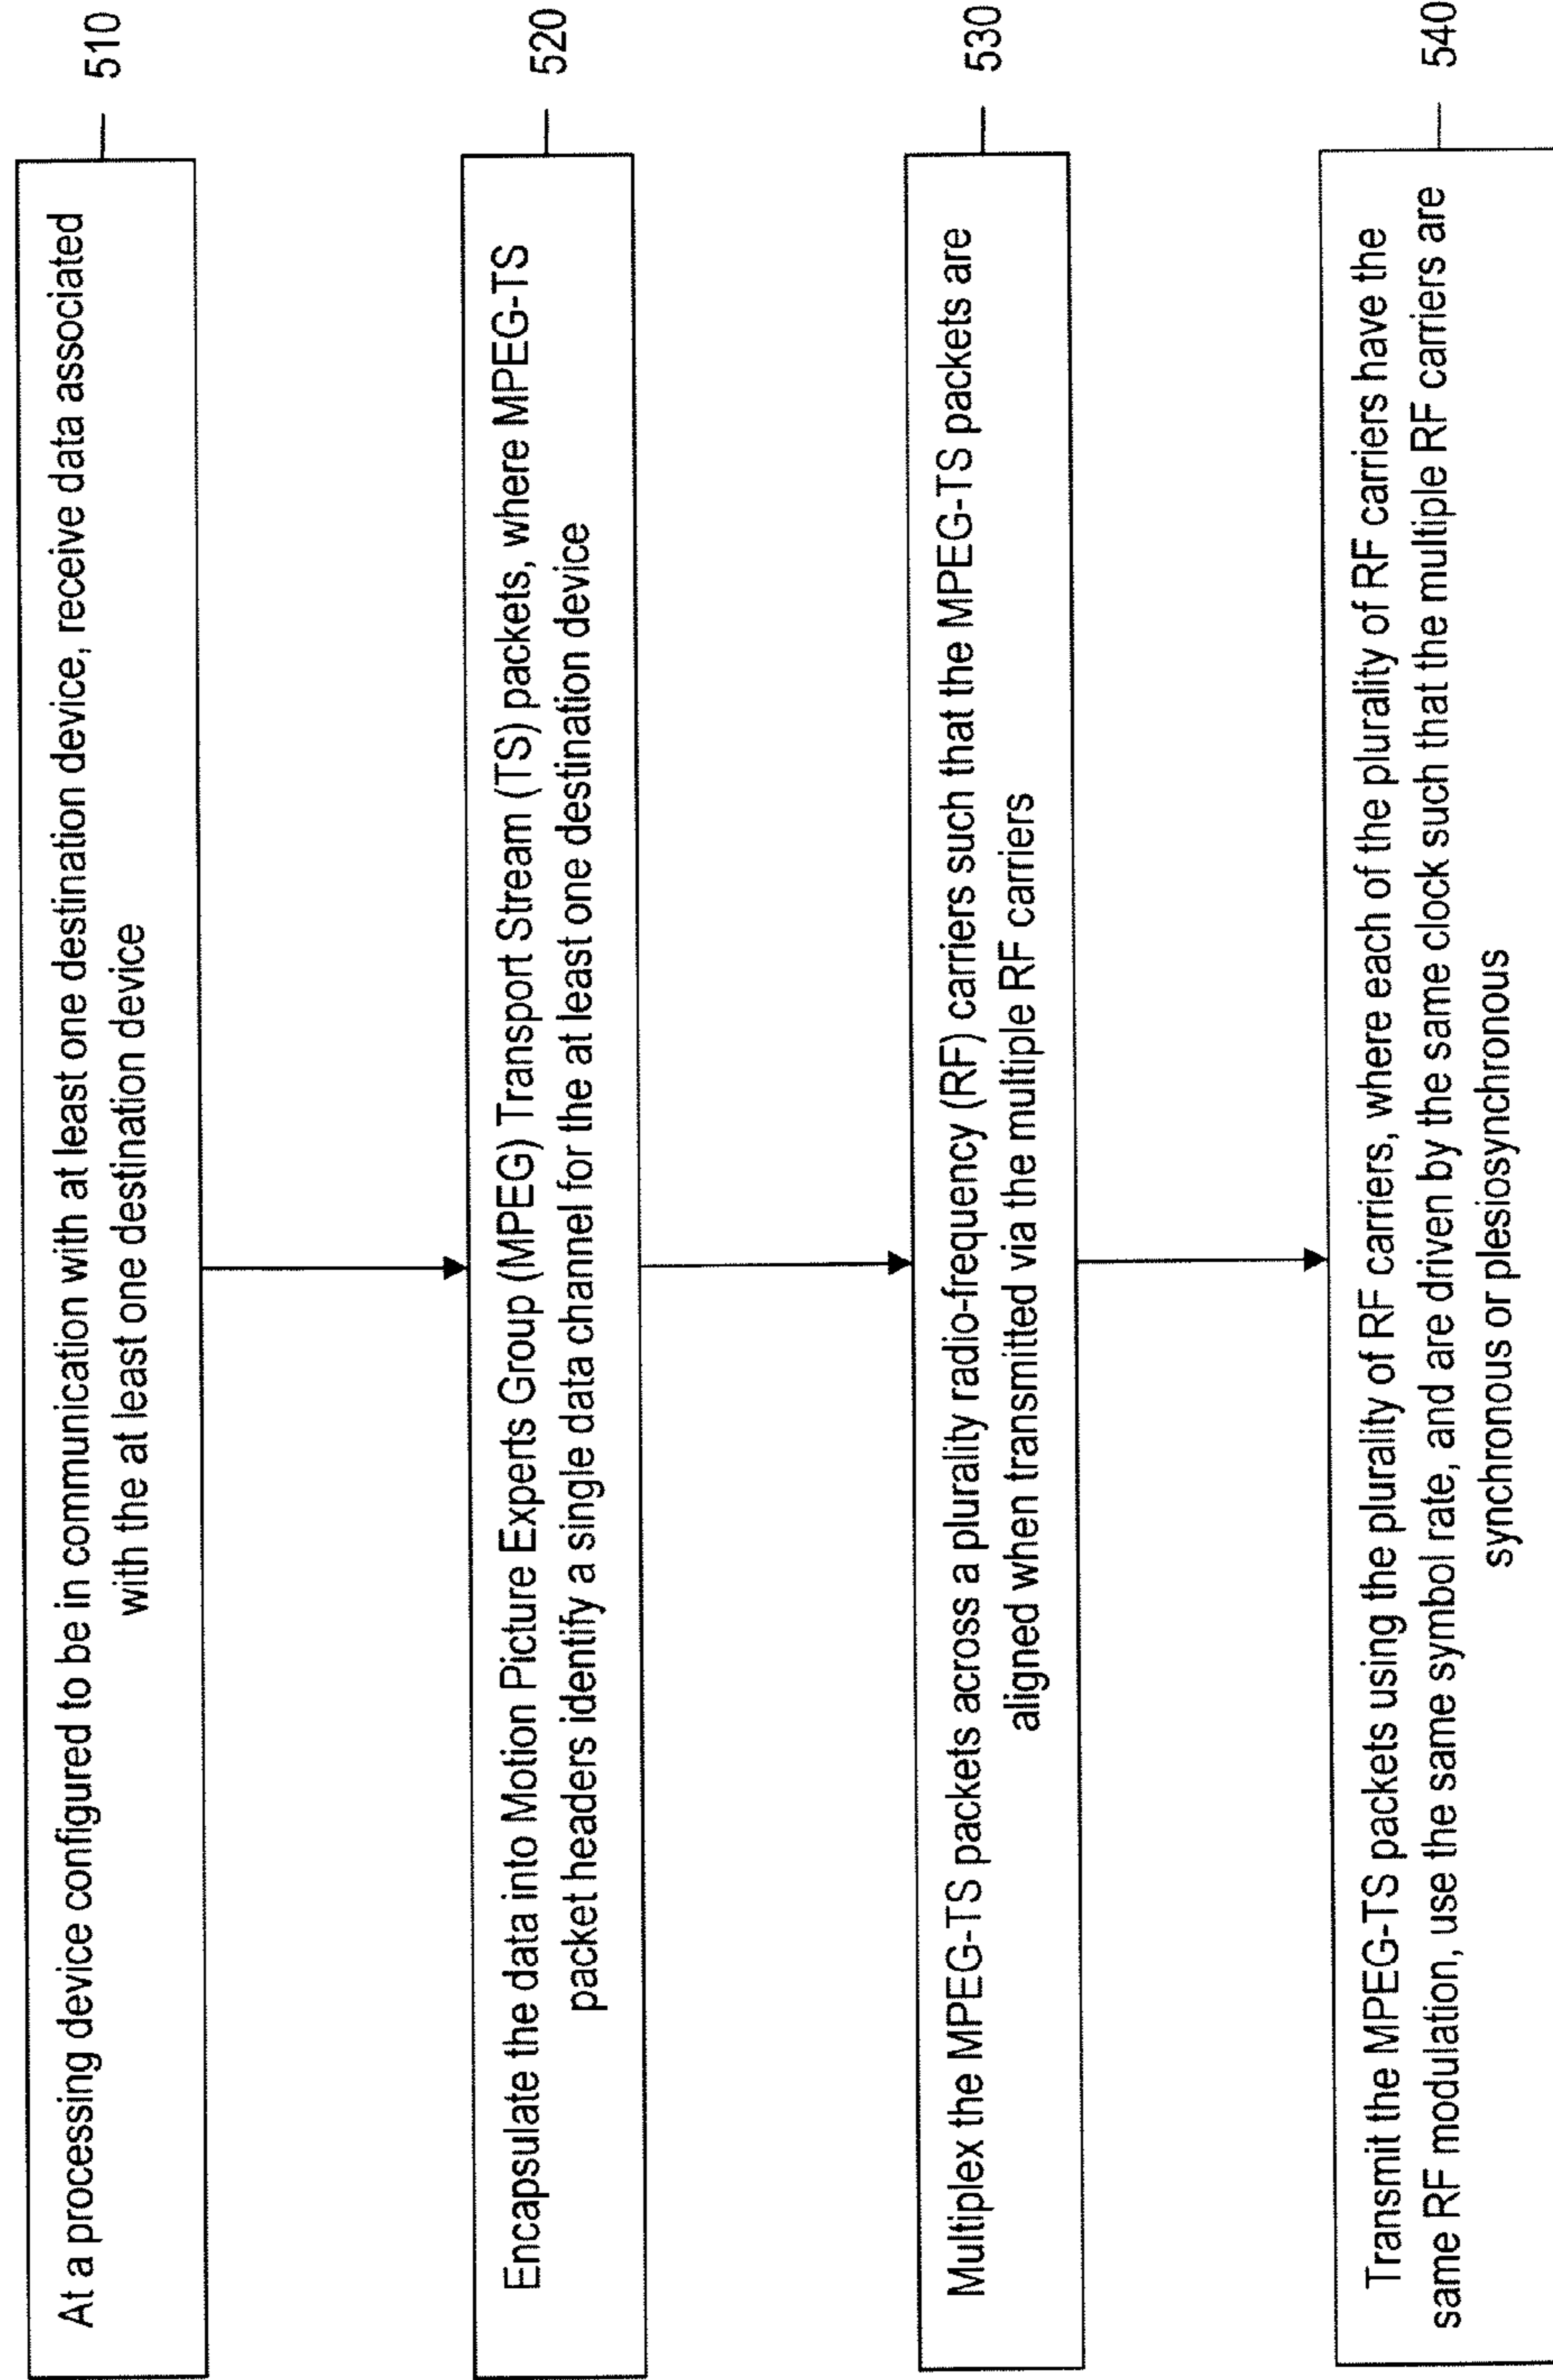 At a processing device configured to be in communication with at least one destination device, receive data associated
with the at least one destination device
510
Encapsulate the data into Motion Picture Experts Group (MPEG) Transport Stream (TS) packets, where MPEG-TS
packet headers identify a single data channel for the at least one destination device
520
Multiplex the MPEG-TS packets across a plurality radio-frequency (RF) carriers such that the MPEG-TS packets are
aligned when transmitted via the multiple RF carriers
530
Transmit the MPEG-TS packets using the plurality of RF carriers, where each of the plurality of RF carriers have the
same RF modulation, use the same symbol rate, and are driven by the same clock such that the multiple RF carriers are
synchronous or plesiosynchronous
540